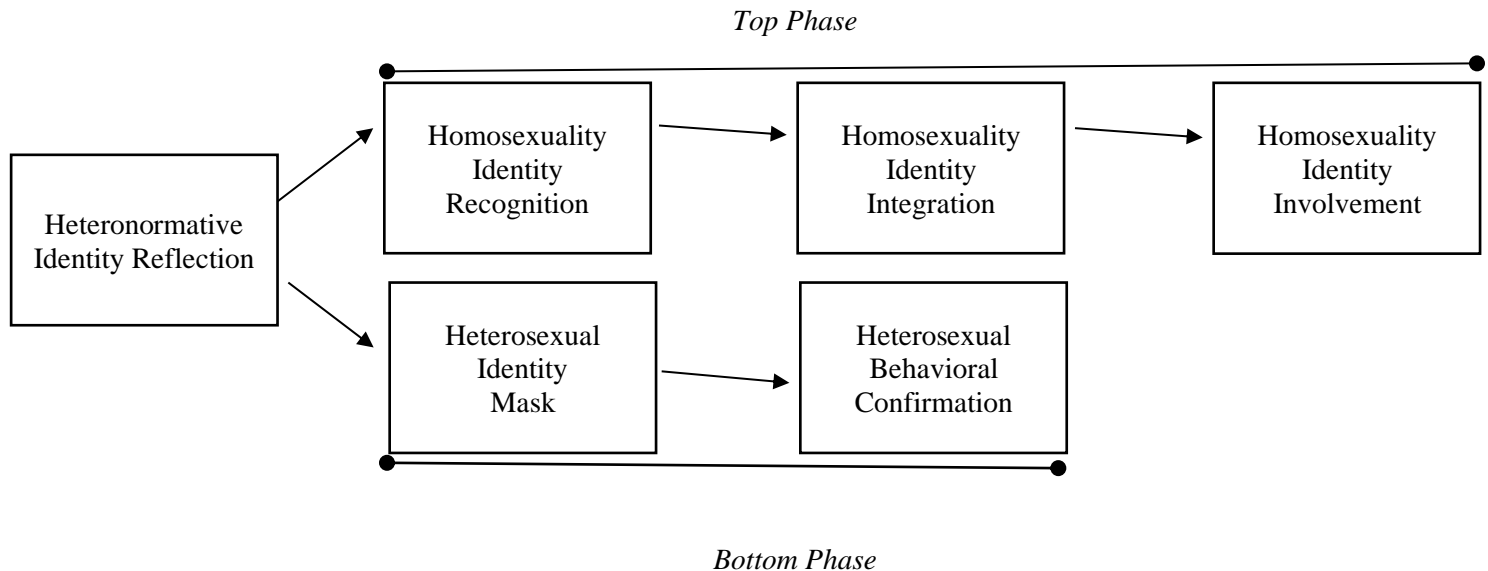 Top Phase
Heteronormative
Identity Reflection
Homosexuality
Identity
Recognition
Homosexuality
Identity
Integration
Homosexuality
Identity
Involvement
Heterosexual
Identity
Mask
Heterosexual
Behavioral
Confirmation
Bottom Phase